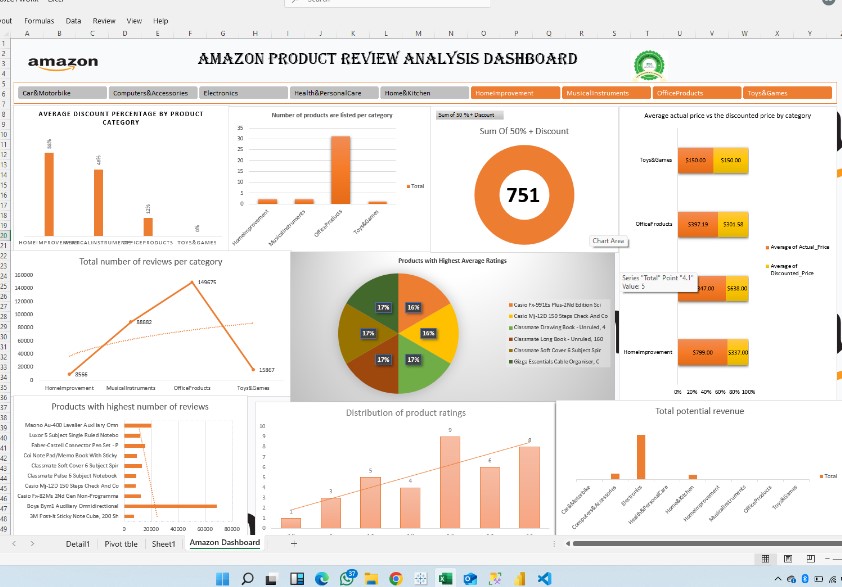 Formulas Data Review View Help
A B C D E F G H I J K L M N O P Q R S T U V W X Y
amazon
AMAZON PRODUCT REVIEW ANALYSIS DASHBOARD
Car&Motorbike Computers&Accessories Electronics Health&PersonalCare Home&Kitchen HomeImprovement MusicalInstruments OfficeProducts Toys&Games
AVERAGE DISCOUNT PERCENTAGE BY PRODUCT
CATEGORY
12%
0%
TOYS&GAMES
Number of products are listed per category
35
30
25
20
15
10
5
0
HomeImprovement
MusicalInstruments
OfficeProducts
Toys&Games
Total
Sum of 50 %+ Discount
Sum Of 50% + Discount
751
Chart Area
Average actual price vs the discounted price by category
Toys&Games $150.00 $150.00
OfficeProducts $397.19 $301.58
Series "Total" Point "4.1"
Value: 5
$638.00
HomeImprovement $799.00 $337.00
0% 20% 40% 60% 80% 100%
Average of Actual_Price
Average of
Discounted_Price
Total number of reviews per category
160000
140000
120000
100000
80000
60000
40000
20000
0
8566
88882
149675
15867
HomeImprovement MusicalInstruments OfficeProducts Toys&Games
Products with Highest Average Ratings
17% 16%
17% 16%
17% 17%
Casio Fx-991Es Plus-2Nd Edition Sci
Casio Mj-12D 150 Steps Check And Co
Classmate Drawing Book - Unruled, 4
Classmate Long Book - Unruled, 160
Classmate Soft Cover 6 Subject Spir
Gizga Essentials Cable Organiser, C
Products with highest number of reviews
Maono Au-400 Lavalier Auxiliary Omn
Luxor 5 Subject Single Ruled Notebo
Faber-Castell Connector Pen Set - P
Coi Note Pad/Memo Book With Sticky
Classmate Soft Cover 6 Subject Spir
Classmate Pulse 6 Subject Notebook
Casio Mj-12D 150 Steps Check And Co
Casio Fx-82Ms 2Nd Gen Non-Programma
Boya Bym1 Auxiliary Omnidirectional
3M Post-It Sticky Note Cube, 200 Sh
0 20000 40000 60000 80000
Distribution of product ratings
10
9
8
7
6
5
4
3
2
1
0
1 3 5 4 9 6 8
Total potential revenue
Car&Motorbike
Computers&Accessories
Electronics
Health&PersonalCare
Home&Kitchen
HomeImprovement
MusicalInstruments
OfficeProducts
Toys&Games
Total
Detail1 Pivot tble Sheet1 Amazon Dashboard
37